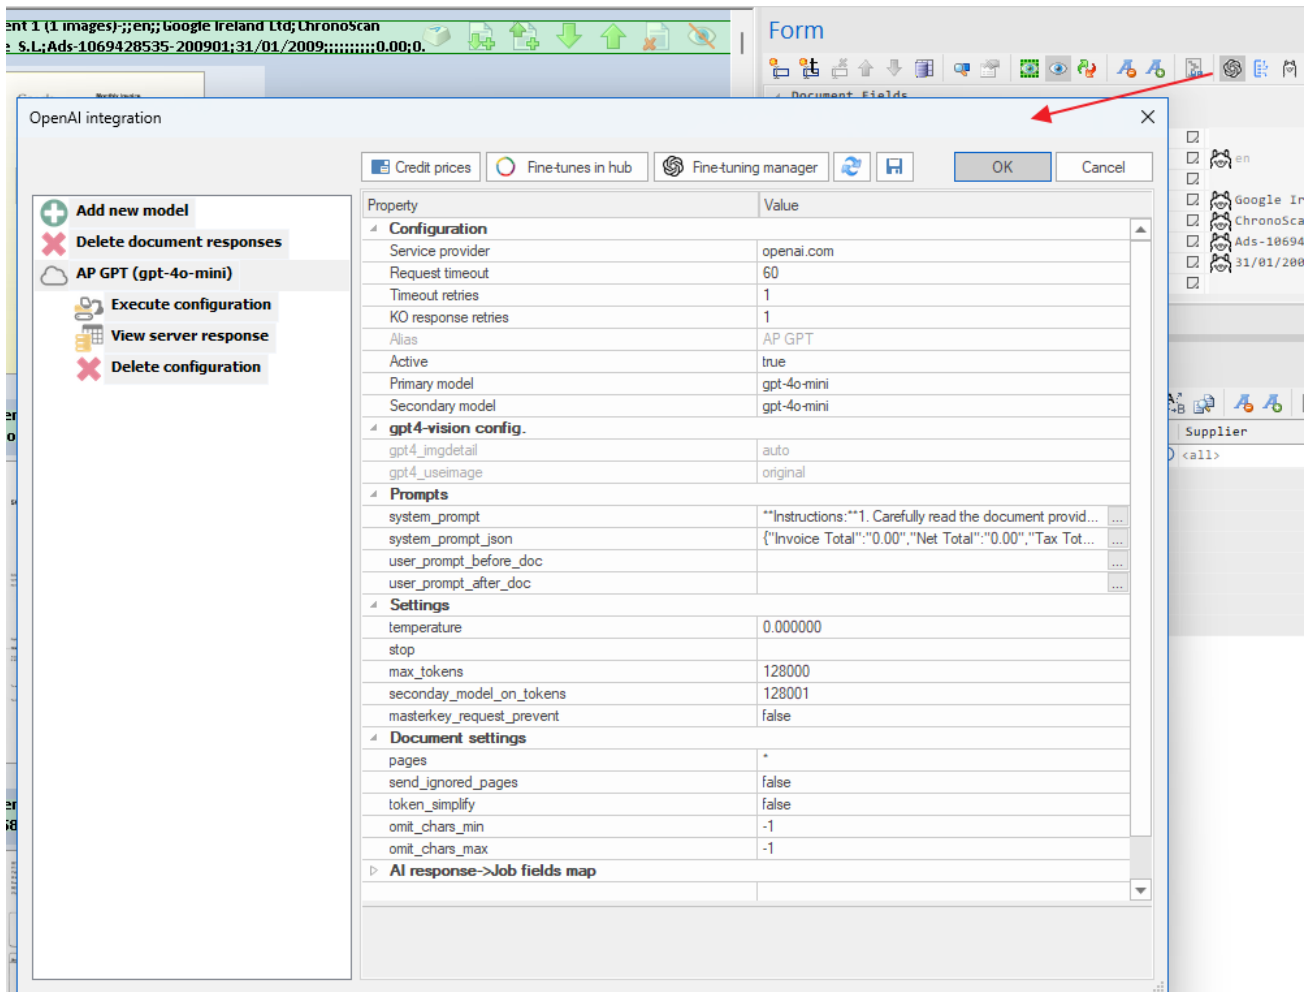 ent 1 (1 images)-;;en;;Google Ireland Ltd;ChronoScan
e S.L.;Ads-1069428535-200901;31/01/2009;;;;;;;;;;0.00;0.
Form
Document Fields
OpenAI integration
Credit prices
Fine-tunes in hub
Fine-tuning manager
OK
Cancel
Add new model
Delete document responses
AP GPT (gpt-4o-mini)
Execute configuration
View server response
Delete configuration
Property Value
Configuration
Service provider openai.com
Request timeout 60
Timeout retries 1
KO response retries 1
Alias AP GPT
Active true
Primary model gpt-4o-mini
Secondary model gpt-4o-mini
gpt4-vision config.
gpt4_imgdetail auto
gpt4_useimage original
Prompts
system_prompt **Instructions:**1. Carefully read the document provid... ...
system_prompt_json {"Invoice Total":"0.00","Net Total":"0.00","Tax Tot... ...
user_prompt_before_doc ...
user_prompt_after_doc ...
Settings
temperature 0.000000
stop
max_tokens 128000
seconday_model_on_tokens 128001
masterkey_request_prevent false
Document settings
pages *
send_ignored_pages false
token_simplify false
omit_chars_min -1
omit_chars_max -1
AI response->Job fields map
en
Google Ir
ChronoSca
Ads-10694
31/01/200
Supplier
<all>